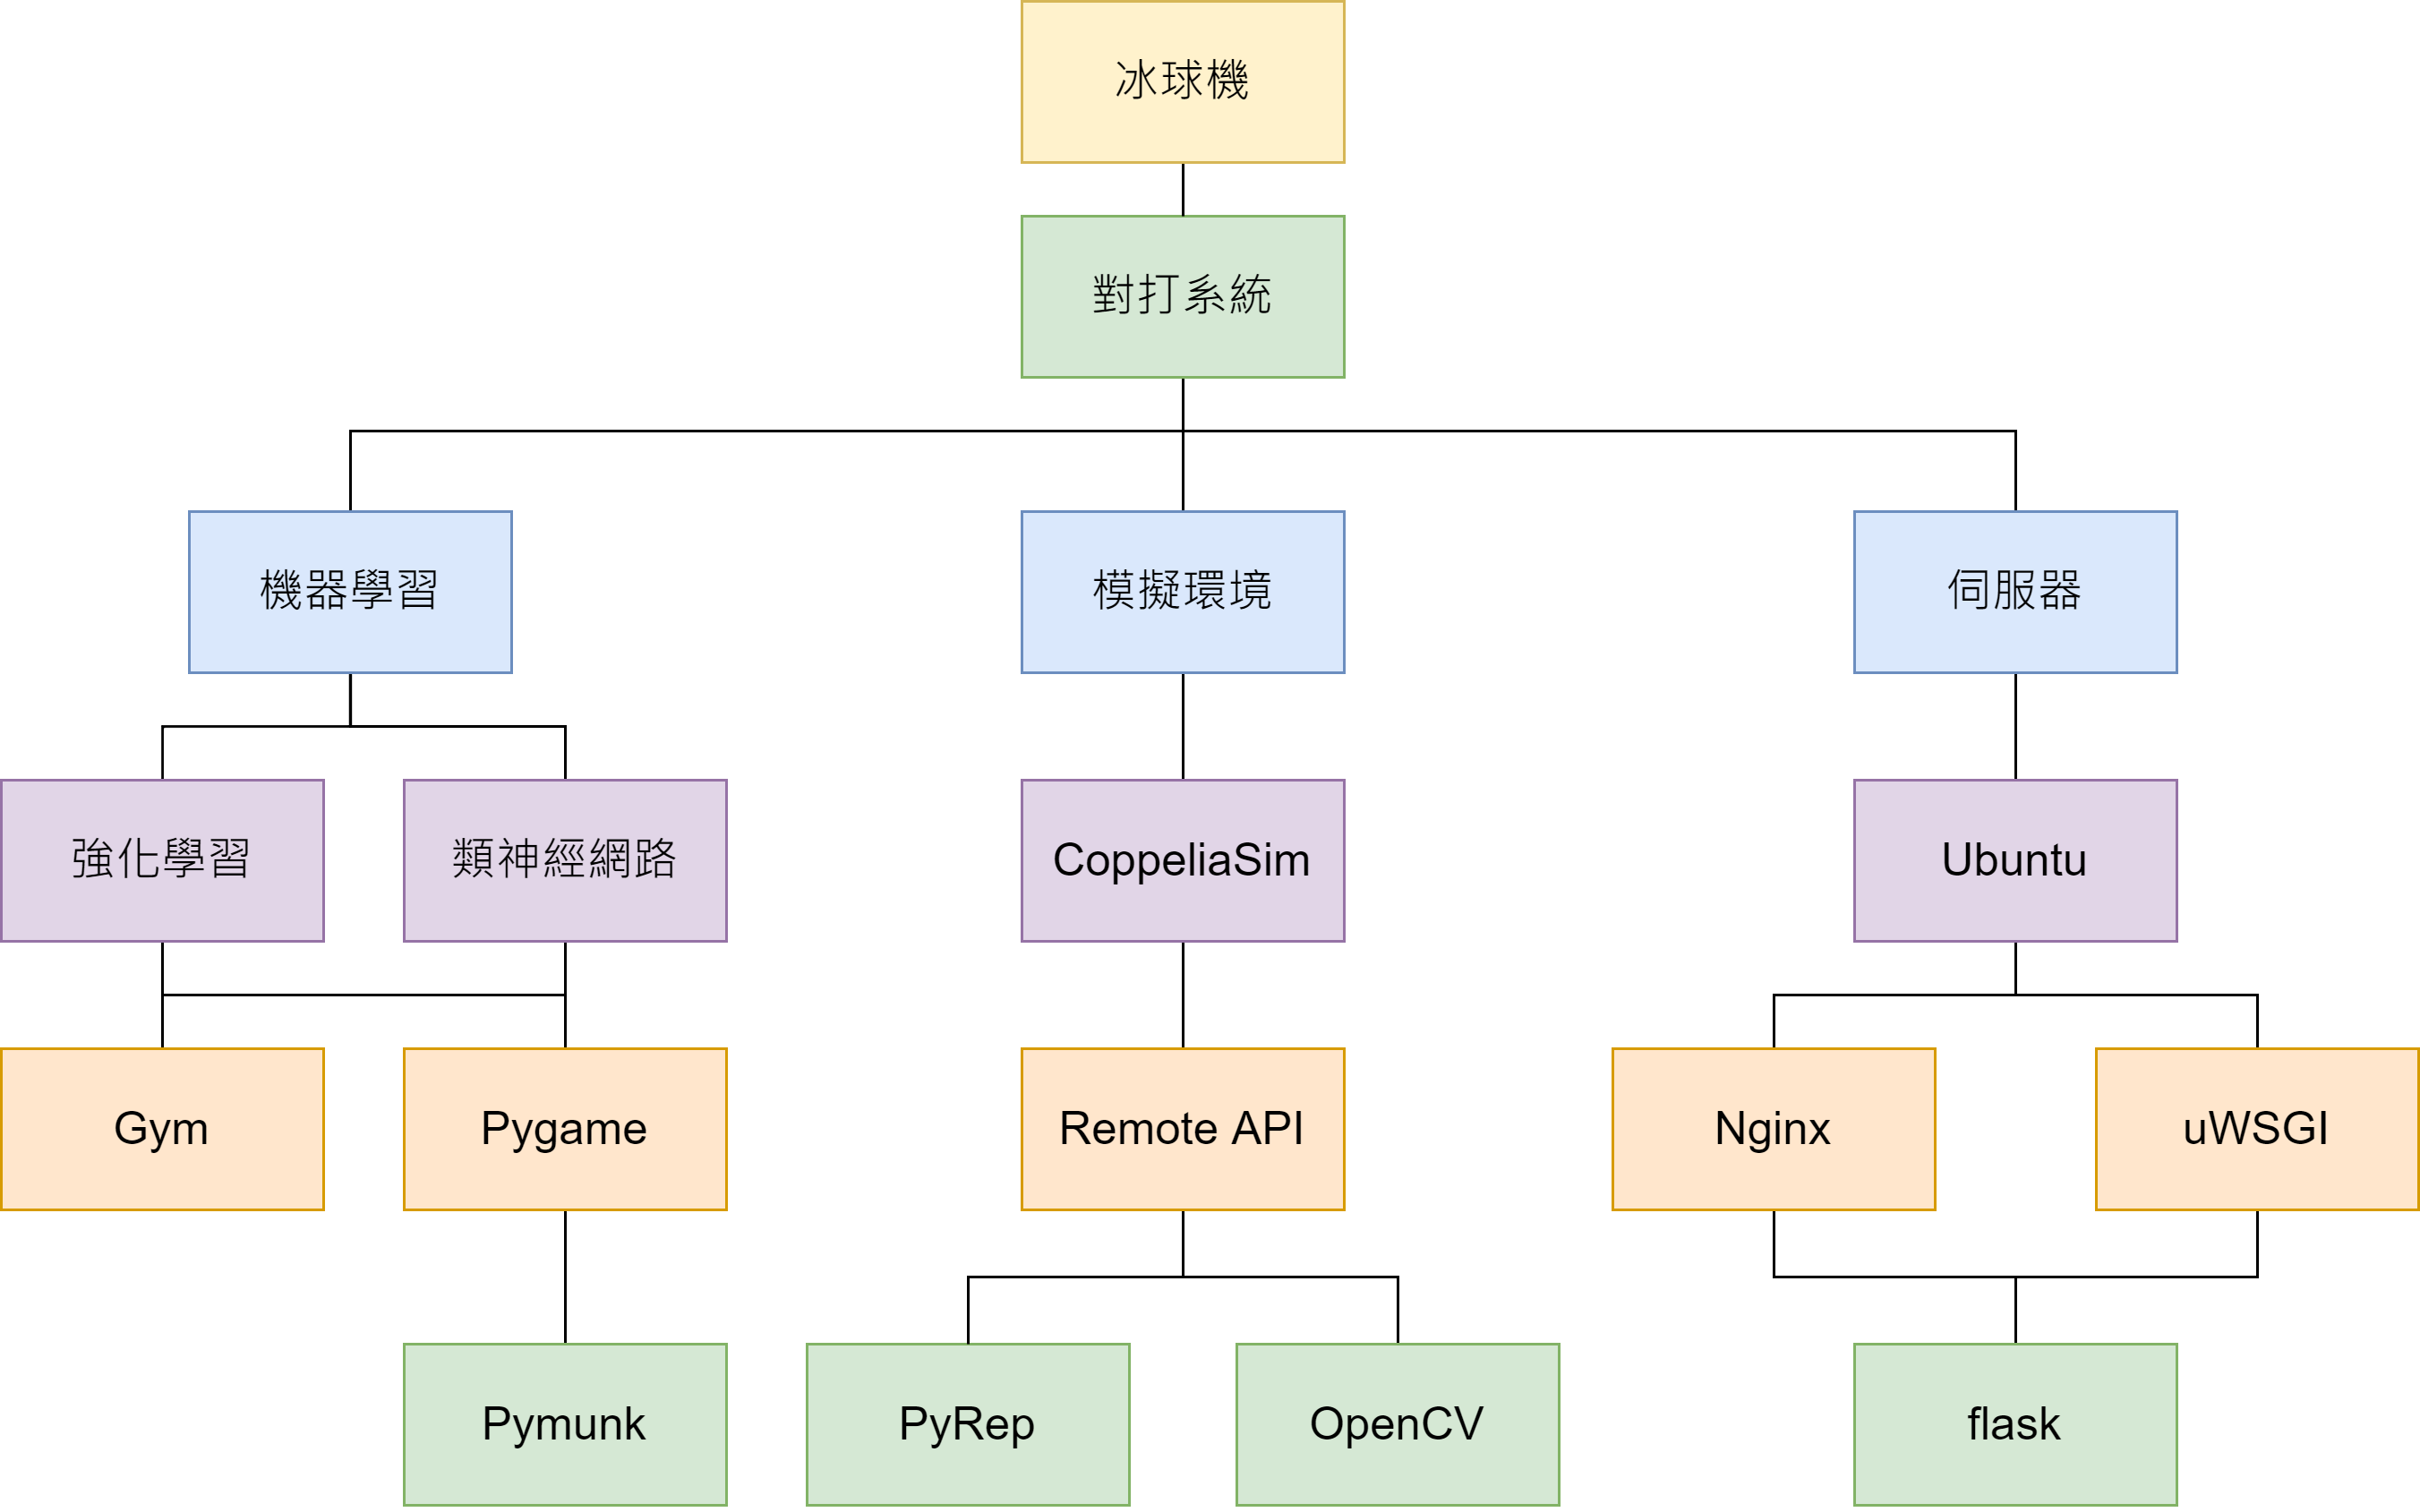 冰球機
對打系統
機器學習
模擬環境
伺服器
強化學習
類神經網路
CoppeliaSim
Ubuntu
Gym
Pygame
Remote API
Nginx
uWSGI
Pymunk
PyRep
OpenCV
flask